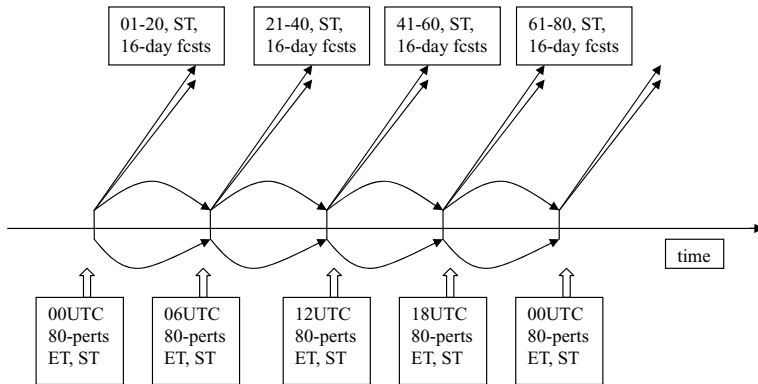 01-20, ST,
16-day fcsts
21-40, ST,
16-day fcsts
41-60, ST,
16-day fcsts
61-80, ST,
16-day fcsts
time
00UTC
80-perts
ET, ST
06UTC
80-perts
ET, ST
12UTC
80-perts
ET, ST
18UTC
80-perts
ET, ST
00UTC
80-perts
ET, ST